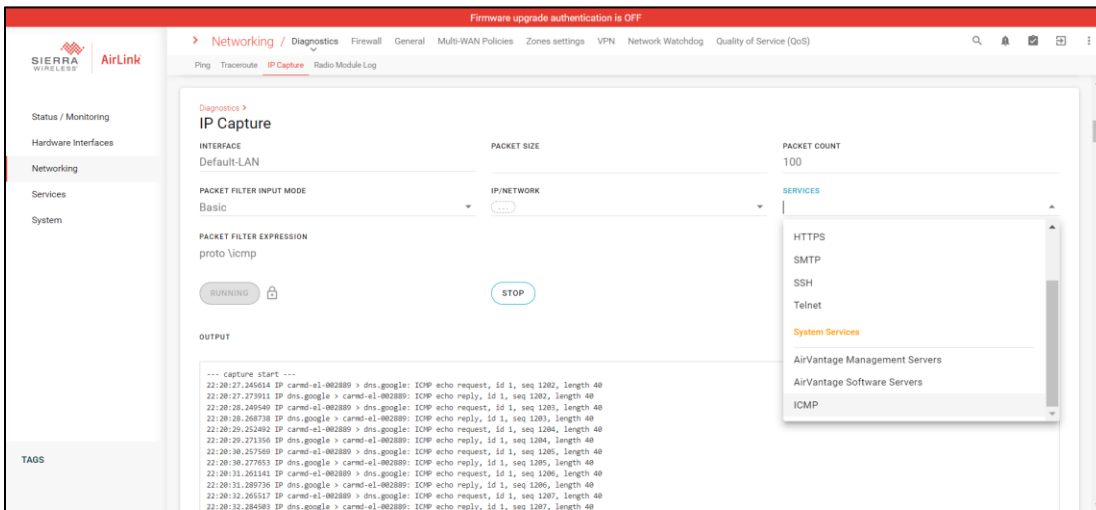 Firmware upgrade authentication is OFF
SIERRA
WIRELESS
AirLink
Networking / Diagnostics Firewall General Multi-WAN Policies Zones settings VPN Network Watchdog Quality of Service (QoS)
Ping Traceroute IP Capture Radio Module Log
Status / Monitoring
Hardware Interfaces
Networking
Services
System
TAGS
Diagnostics >
IP Capture
INTERFACE PACKET SIZE PACKET COUNT
Default-LAN 100
PACKET FILTER INPUT MODE IP/NETWORK SERVICES
Basic (...)
PACKET FILTER EXPRESSION
proto \icmp
RUNNING STOP
HTTPS
SMTP
SSH
Telnet
System Services
AirVantage Management Servers
AirVantage Software Servers
ICMP
OUTPUT
--- capture start ---
22:20:27.245614 IP carmd-el-002889 > dns.google: ICMP echo request, id 1, seq 1202, length 40
22:20:27.273911 IP dns.google > carmd-el-002889: ICMP echo reply, id 1, seq 1202, length 40
22:20:28.249549 IP carmd-el-002889 > dns.google: ICMP echo request, id 1, seq 1203, length 40
22:20:28.268738 IP dns.google > carmd-el-002889: ICMP echo reply, id 1, seq 1203, length 40
22:20:29.252492 IP carmd-el-002889 > dns.google: ICMP echo request, id 1, seq 1204, length 40
22:20:29.271356 IP dns.google > carmd-el-002889: ICMP echo reply, id 1, seq 1204, length 40
22:20:30.257569 IP carmd-el-002889 > dns.google: ICMP echo request, id 1, seq 1205, length 40
22:20:30.277653 IP dns.google > carmd-el-002889: ICMP echo reply, id 1, seq 1205, length 40
22:20:31.261141 IP carmd-el-002889 > dns.google: ICMP echo request, id 1, seq 1206, length 40
22:20:31.289736 IP dns.google > carmd-el-002889: ICMP echo reply, id 1, seq 1206, length 40
22:20:32.265517 IP carmd-el-002889 > dns.google: ICMP echo request, id 1, seq 1207, length 40
22:20:32.284503 IP dns.google > carmd-el-002889: ICMP echo reply, id 1, seq 1207, length 40